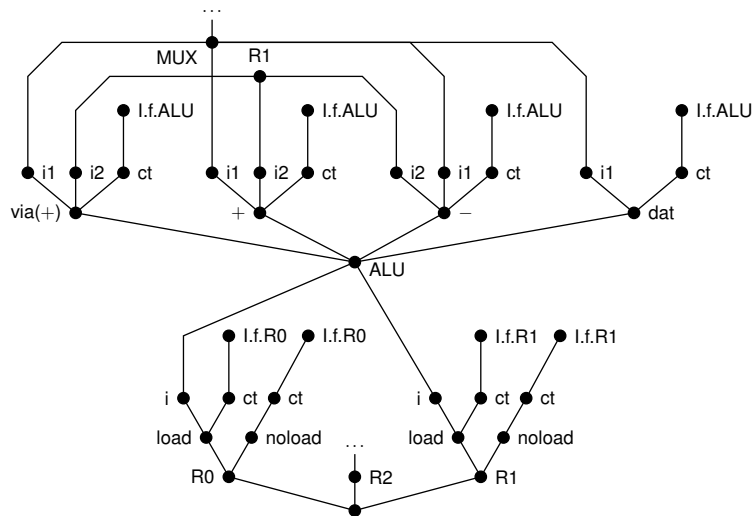 ...
MUX R1
I.f.ALU I.f.ALU I.f.ALU I.f.ALU
i1 i2 ct i1 i2 ct i2 i1 ct i1 ct
via(+) + − dat
ALU
I.f.R0 I.f.R0 I.f.R1 I.f.R1
i ct ct i ct ct
load noload load noload
...
R0 R2 R1